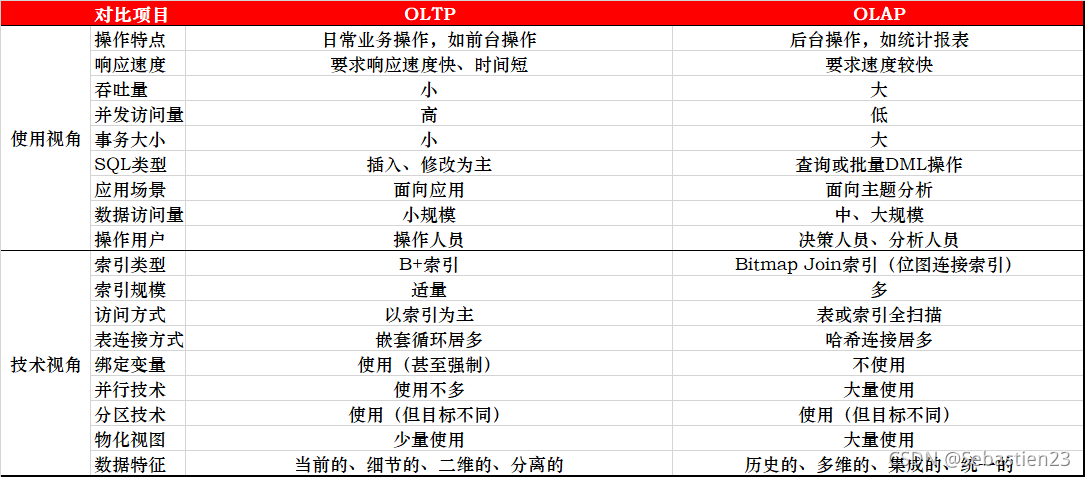 对比项目 OLTP OLAP
操作特点 日常业务操作，如前台操作 后台操作，如统计报表
响应速度 要求响应速度快、时间短 要求速度较快
吞吐量 小 大
并发访问量 高 低
使用视角 事务大小 小 大
SQL类型 插入、修改为主 查询或批量DML操作
应用场景 面向应用 面向主题分析
数据访问量 小规模 中、大规模
操作用户 操作人员 决策人员、分析人员
索引类型 B+索引 Bitmap Join索引（位图连接索引）
索引规模 适量 多
访问方式 以索引为主 表或索引全扫描
表连接方式 嵌套循环居多 哈希连接居多
技术视角 绑定变量 使用（甚至强制） 不使用
并行技术 使用不多 大量使用
分区技术 使用（但目标不同） 使用（但目标不同）
物化视图 少量使用 大量使用
数据特征 当前的、细节的、二维的、分离的 历史的、多维的、集成的、统一的
CSDN @Sebastien23